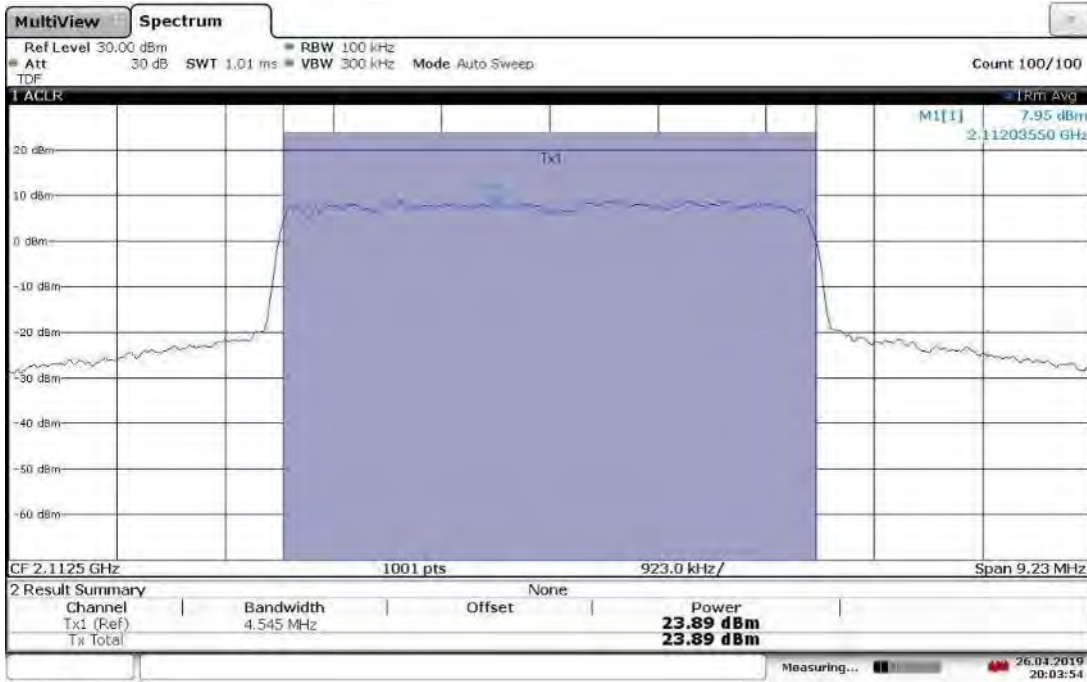 MultiView Spectrum
Ref Level 30.00 dBm RBW 100 kHz
Att 30 dB SWT 1.01 ms VBW 300 kHz Mode Auto Sweep Count 100/100
TDF
1 ACLR 1Rm Avg
M1[1] 7.95 dBm
2.11203550 GHz
20 dBm
Tx1
10 dBm
0 dBm
-10 dBm
-20 dBm
-30 dBm
-40 dBm
-50 dBm
-60 dBm
CF 2.1125 GHz 1001 pts 923.0 kHz/ Span 9.23 MHz
2 Result Summary None
Channel Bandwidth Offset Power
Tx1 (Ref) 4.545 MHz 23.89 dBm
Tx Total 23.89 dBm
Measuring... 26.04.2019
20:03:54